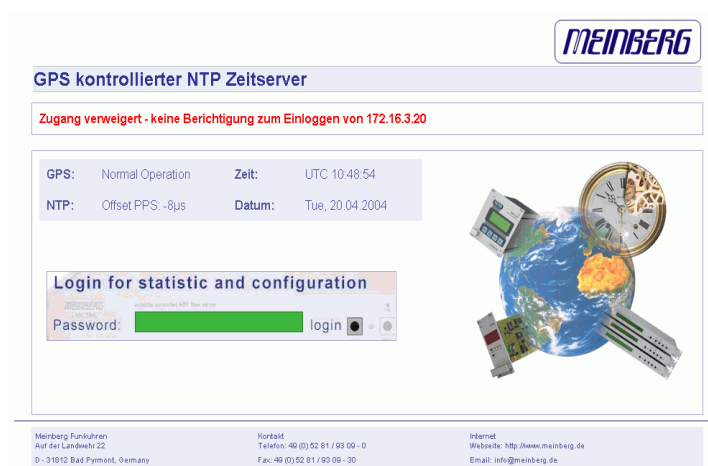 MEINBERG
GPS kontrollierter NTP Zeitserver
Zugang verweigert - keine Berichtigung zum Einloggen von 172.16.3.20
GPS: Normal Operation Zeit: UTC 10:48:54
NTP: Offset PPS: -8µs Datum: Tue, 20.04.2004
Login for statistic and configuration
MEINBERG
Password: login
Meinberg Funkuhren Kontakt Internet
Auf der Landwehr 22 Telefon: 49 (0) 52 81 / 93 09 - 0 Webseite: http://www.meinberg.de
D - 31812 Bad Pyrmont, Germany Fax: 49 (0) 52 81 / 93 09 - 30 Email: info@meinberg.de